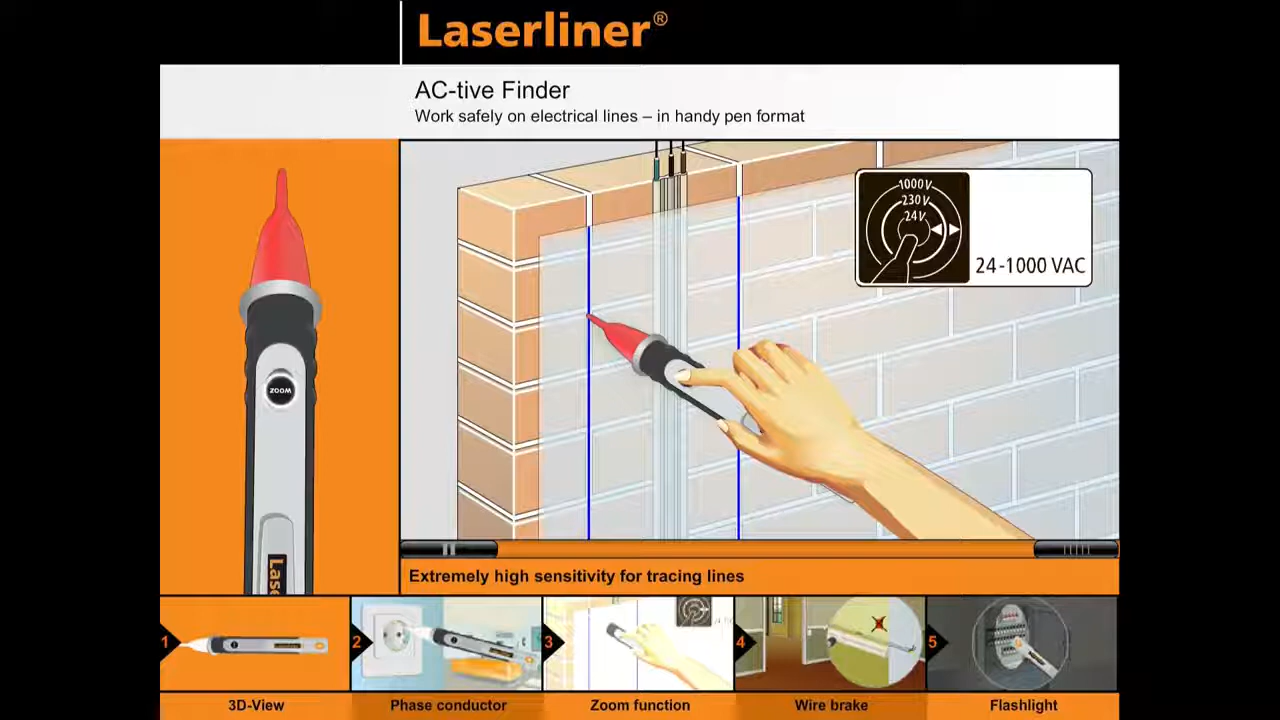 Laserliner®
AC-tive Finder
Work safely on electrical lines – in handy pen format
1000V
230V
24V
24-1000 VAC
ZOOM
Las
Extremely high sensitivity for tracing lines
1
2
3
4
5
3D-View
Phase conductor
Zoom function
Wire brake
Flashlight